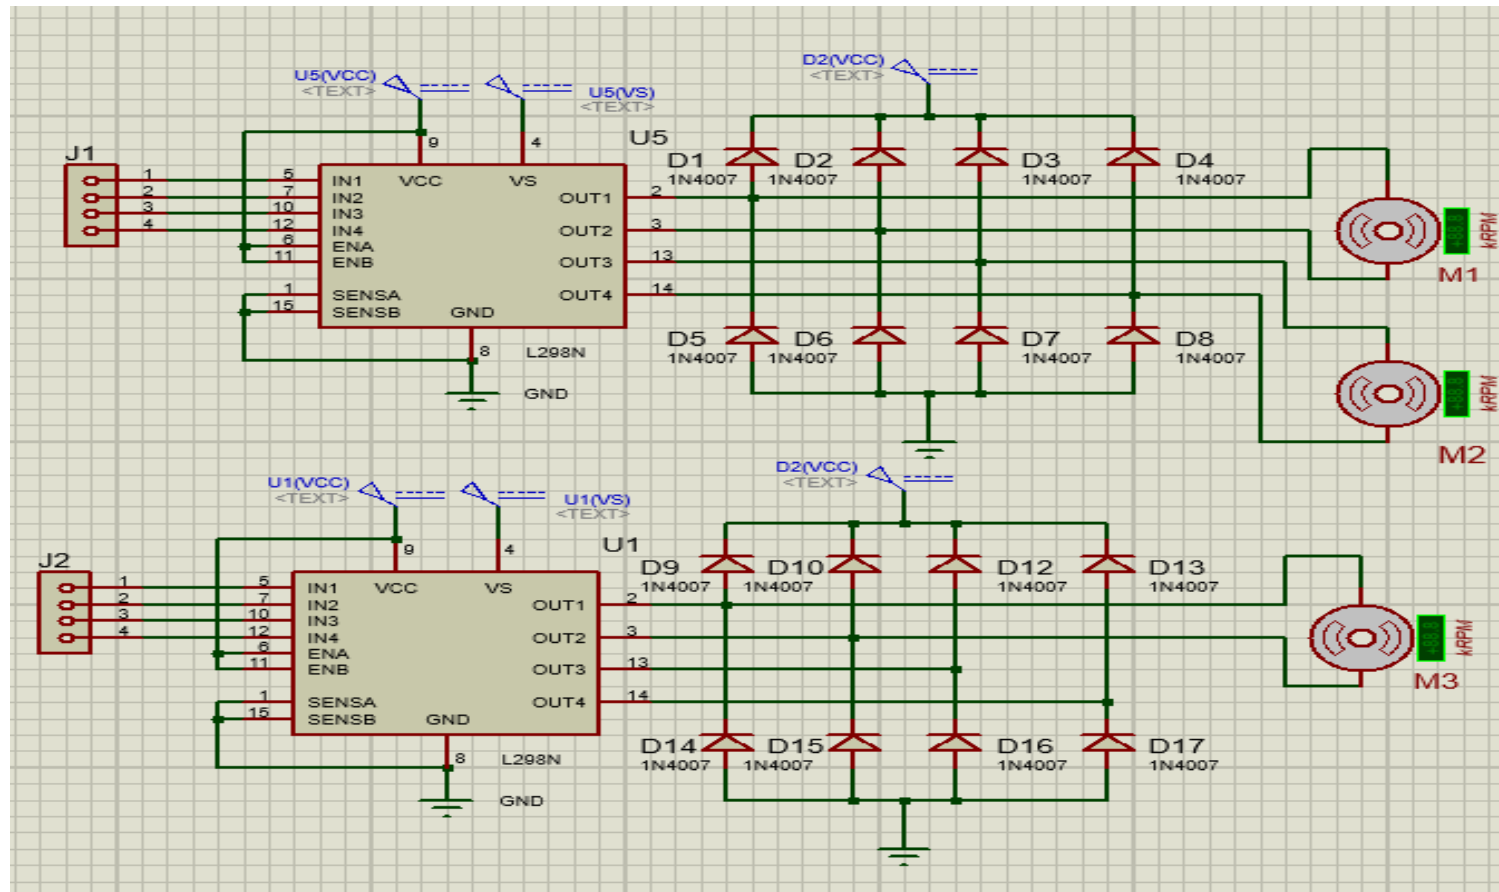 D2(VCC)
<TEXT>
U5(VCC)
<TEXT>
U5(VS)
<TEXT>
U5
J1
1
2
3
4
9
4
5
7
10
12
6
11
1
15
IN1
IN2
IN3
IN4
ENA
ENB
SENSA
SENSB
VCC
VS
GND
OUT1
OUT2
OUT3
OUT4
2
3
13
14
8
L298N
GND
D1
1N4007
D2
1N4007
D3
1N4007
D4
1N4007
D5
1N4007
D6
1N4007
D7
1N4007
D8
1N4007
+88.8
kRPM
M1
+88.8
kRPM
M2
D2(VCC)
<TEXT>
U1(VCC)
<TEXT>
U1(VS)
<TEXT>
U1
J2
1
2
3
4
9
4
5
7
10
12
6
11
1
15
IN1
IN2
IN3
IN4
ENA
ENB
SENSA
SENSB
VCC
VS
GND
OUT1
OUT2
OUT3
OUT4
2
3
13
14
8
L298N
GND
D9
1N4007
D10
1N4007
D12
1N4007
D13
1N4007
D14
1N4007
D15
1N4007
D16
1N4007
D17
1N4007
+88.8
kRPM
M3